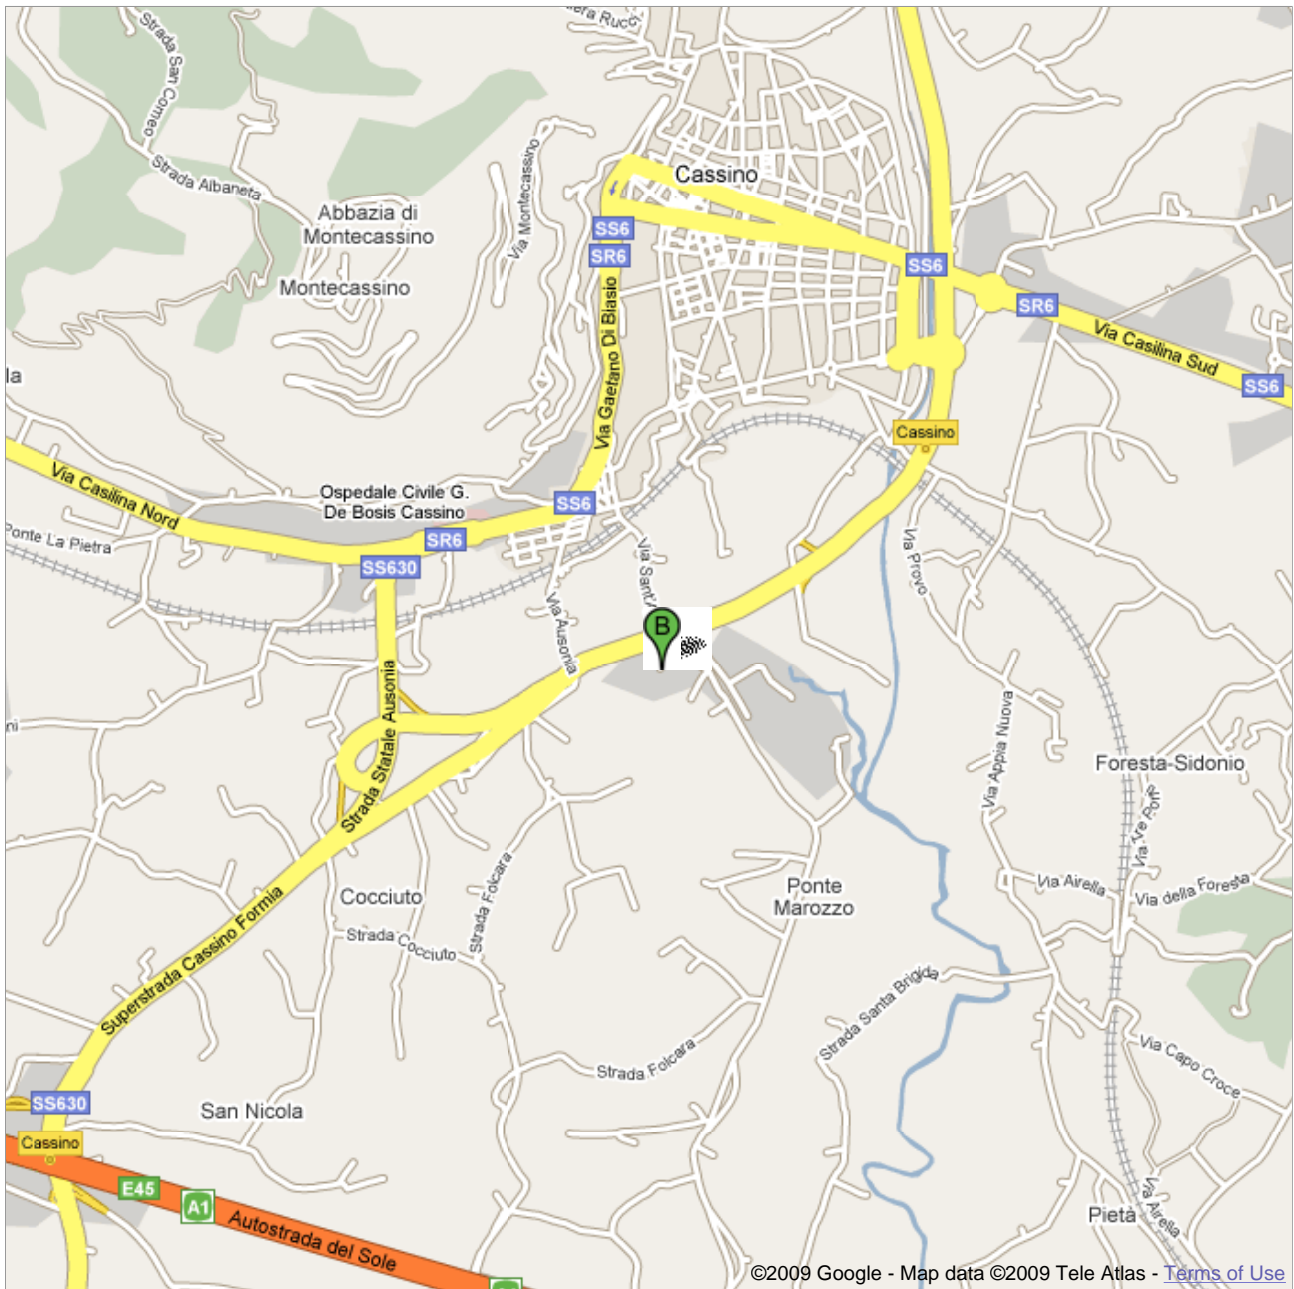 Strada San Comeo
Cassino
Strada Albaneta
Via Montecassino
Abbazia di
Montecassino
SS6
SR6
SS6
Montecassino
SR6
Via Casilina Sud
Via Gaetano Di Biasio
SS6
la
Cassino
Via Casilina Nord
Ospedale Civile G.
De Bosis Cassino
SS6
SR6
Ponte La Pietra
SS630
Via Sant'
Via Provo
Via Ausonia
B
Strada Statale Ausonia
ni
Via Appia Nuova
Foresta-Sidonio
Cocciuto
Strada Folcara
Ponte
Marozzo
Via Airella
Via della Foresta
Superstrada Cassino Formia
Strada Cocciuto
Strada Santa Brigida
Via Capo Croce
Strada Folcara
SS630
San Nicola
Cassino
E45
A1
Autostrada del Sole
Pietà
Via Airella
©2009 Google - Map data ©2009 Tele Atlas - Terms of Use